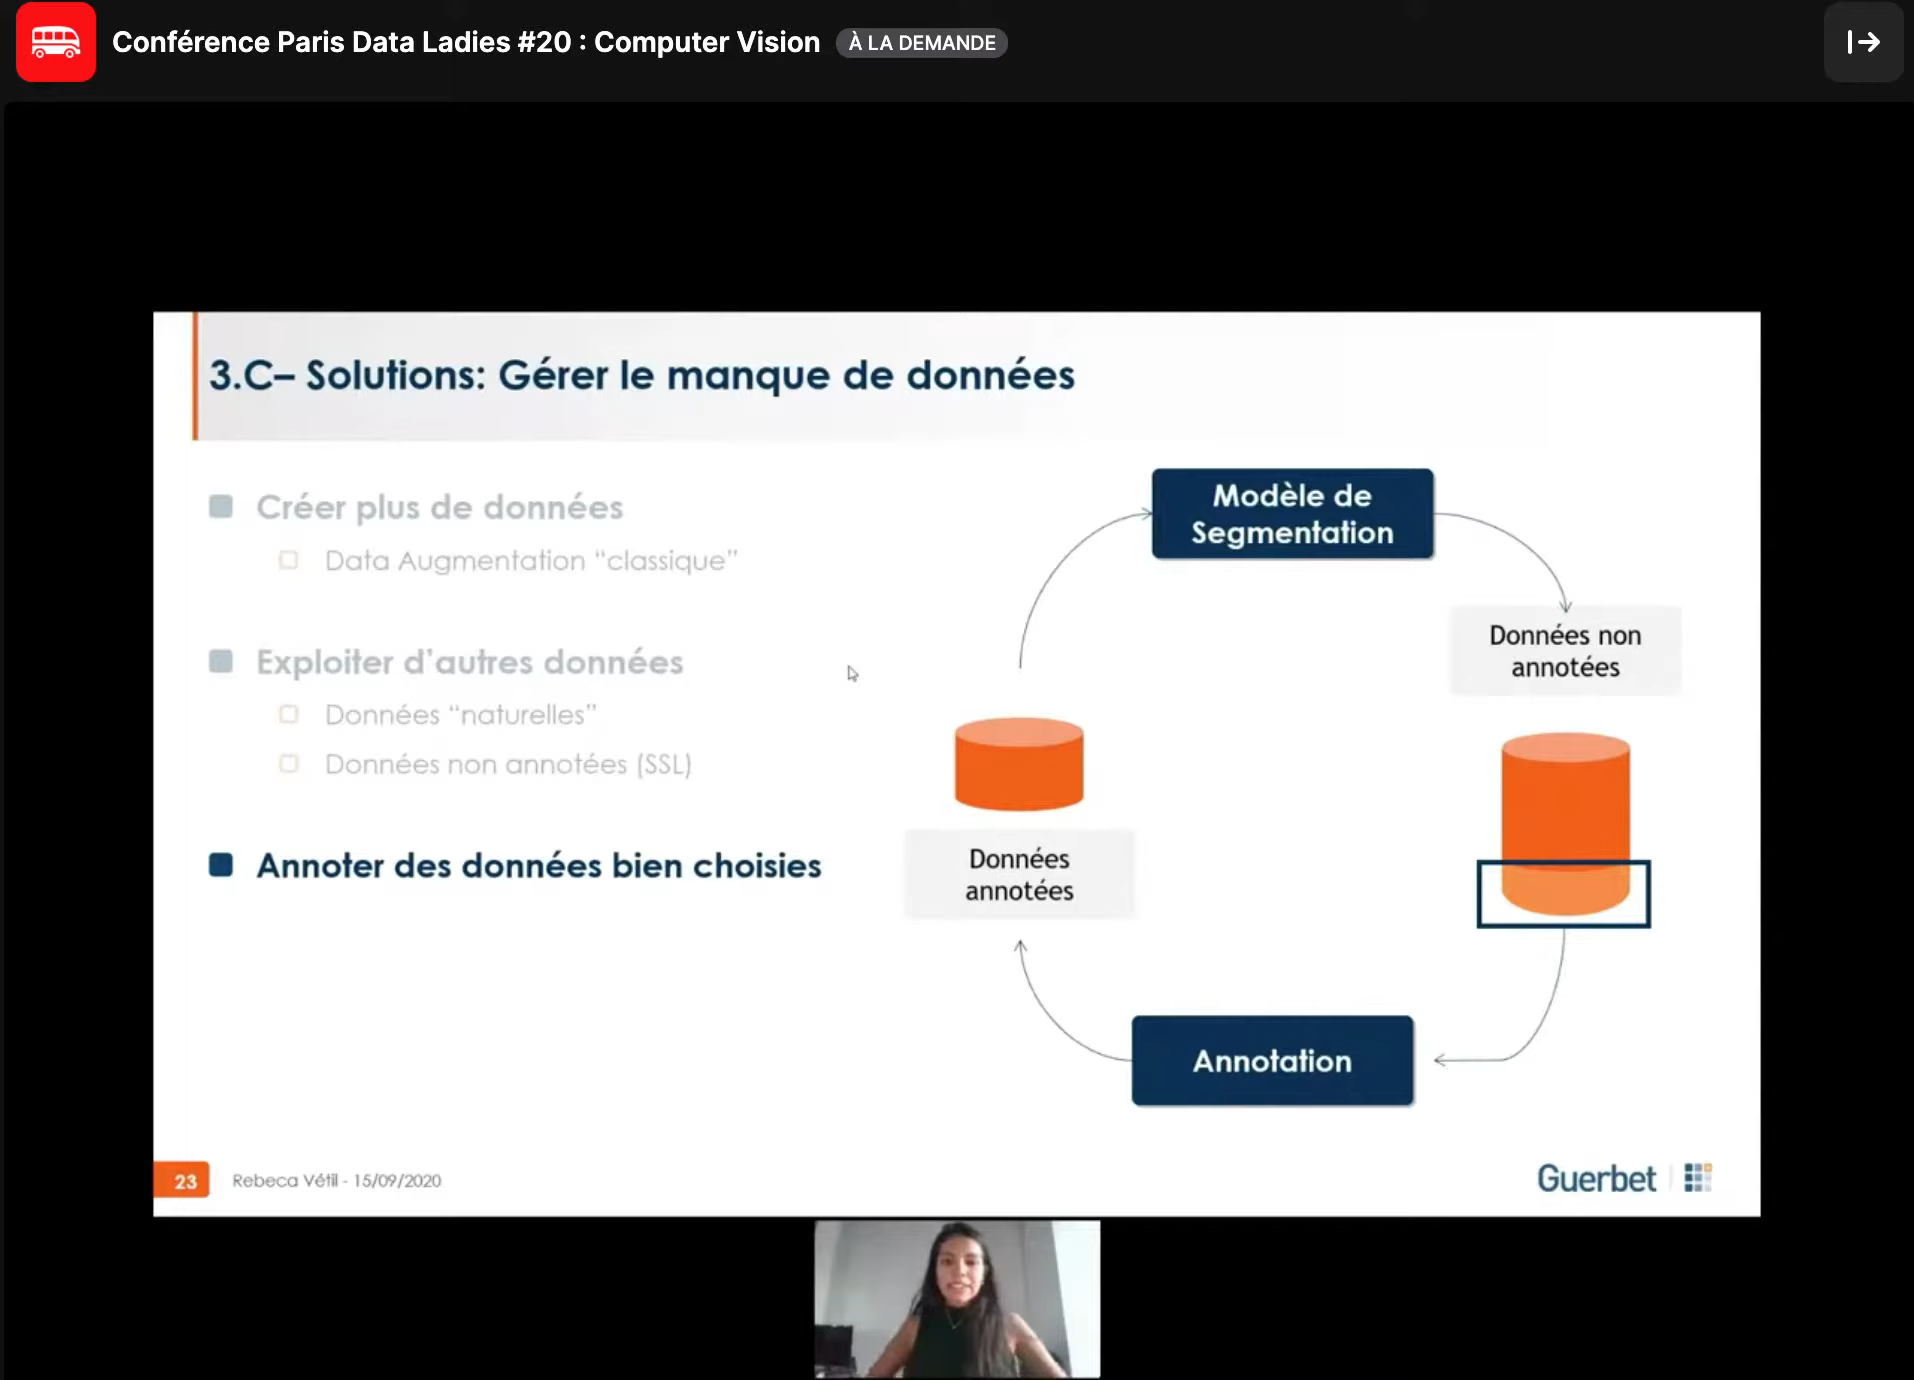 Conférence Paris Data Ladies #20 : Computer Vision À LA DEMANDE
3.C– Solutions: Gérer le manque de données
Créer plus de données
Data Augmentation “classique”
Exploiter d’autres données
Données “naturelles”
Données non annotées (SSL)
Annoter des données bien choisies
Modèle de
Segmentation
Données non
annotées
Données
annotées
Annotation
23 Rebeca Vétil - 15/09/2020
Guerbet